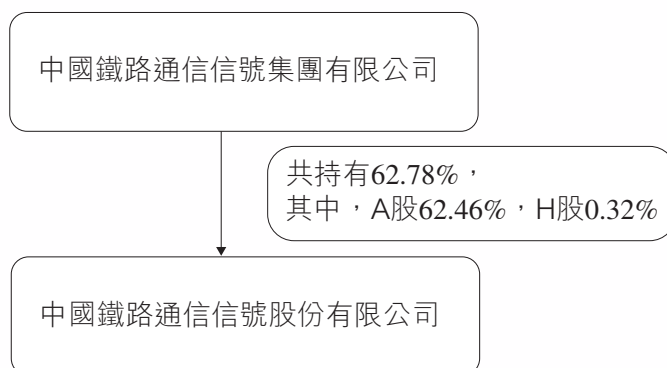 中國鐵路通信信號集團有限公司
共持有62.78%，
其中，A股62.46%，H股0.32%
中國鐵路通信信號股份有限公司